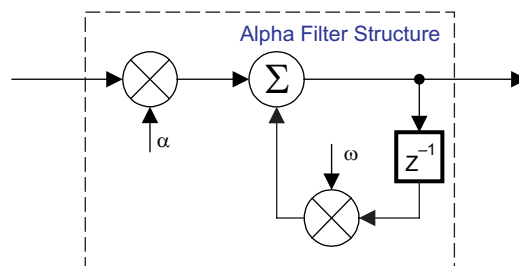 Alpha Filter Structure
Σ
α
ω
Z⁻¹